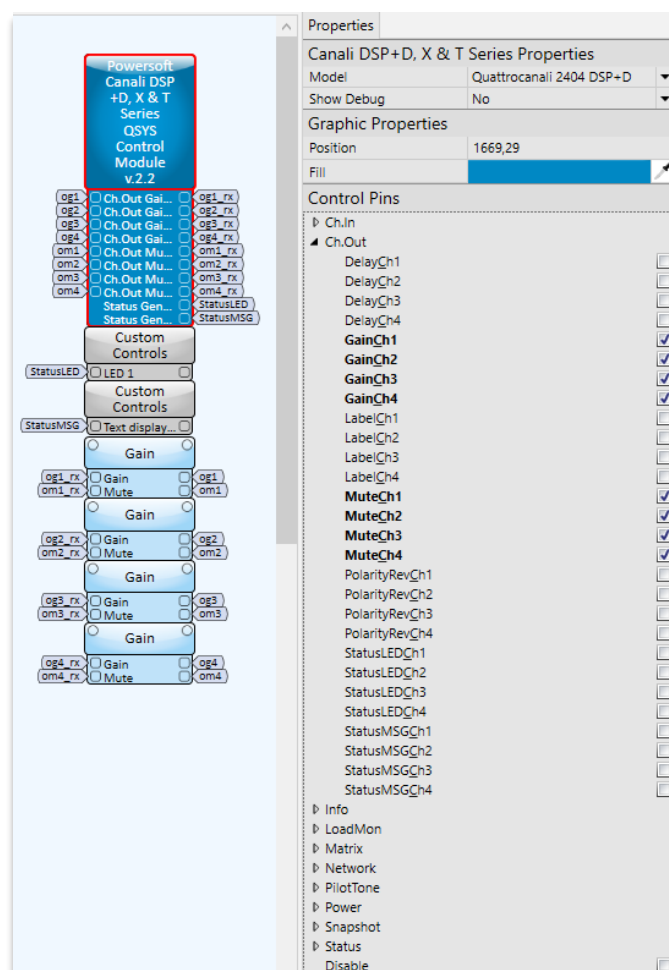 Powersoft
Canali DSP
+D, X & T
Series
QSYS
Control
Module
v.2.2
og1 Ch.Out Gai... og1_rx
og2 Ch.Out Gai... og2_rx
og3 Ch.Out Gai... og3_rx
og4 Ch.Out Gai... og4_rx
om1 Ch.Out Mu... om1_rx
om2 Ch.Out Mu... om2_rx
om3 Ch.Out Mu... om3_rx
om4 Ch.Out Mu... om4_rx
Status Gen... StatusLED
Status Gen... StatusMSG
Custom
Controls
StatusLED LED 1
Custom
Controls
StatusMSG Text display...
Gain
og1_rx Gain og1
om1_rx Mute om1
Gain
og2_rx Gain og2
om2_rx Mute om2
Gain
og3_rx Gain og3
om3_rx Mute om3
Gain
og4_rx Gain og4
om4_rx Mute om4
Properties
Canali DSP+D, X & T Series Properties
Model Quattrocanali 2404 DSP+D
Show Debug No
Graphic Properties
Position 1669,29
Fill
Control Pins
Ch.In
Ch.Out
DelayCh1
DelayCh2
DelayCh3
DelayCh4
GainCh1
GainCh2
GainCh3
GainCh4
LabelCh1
LabelCh2
LabelCh3
LabelCh4
MuteCh1
MuteCh2
MuteCh3
MuteCh4
PolarityRevCh1
PolarityRevCh2
PolarityRevCh3
PolarityRevCh4
StatusLEDCh1
StatusLEDCh2
StatusLEDCh3
StatusLEDCh4
StatusMSGCh1
StatusMSGCh2
StatusMSGCh3
StatusMSGCh4
Info
LoadMon
Matrix
Network
PilotTone
Power
Snapshot
Status
Disable